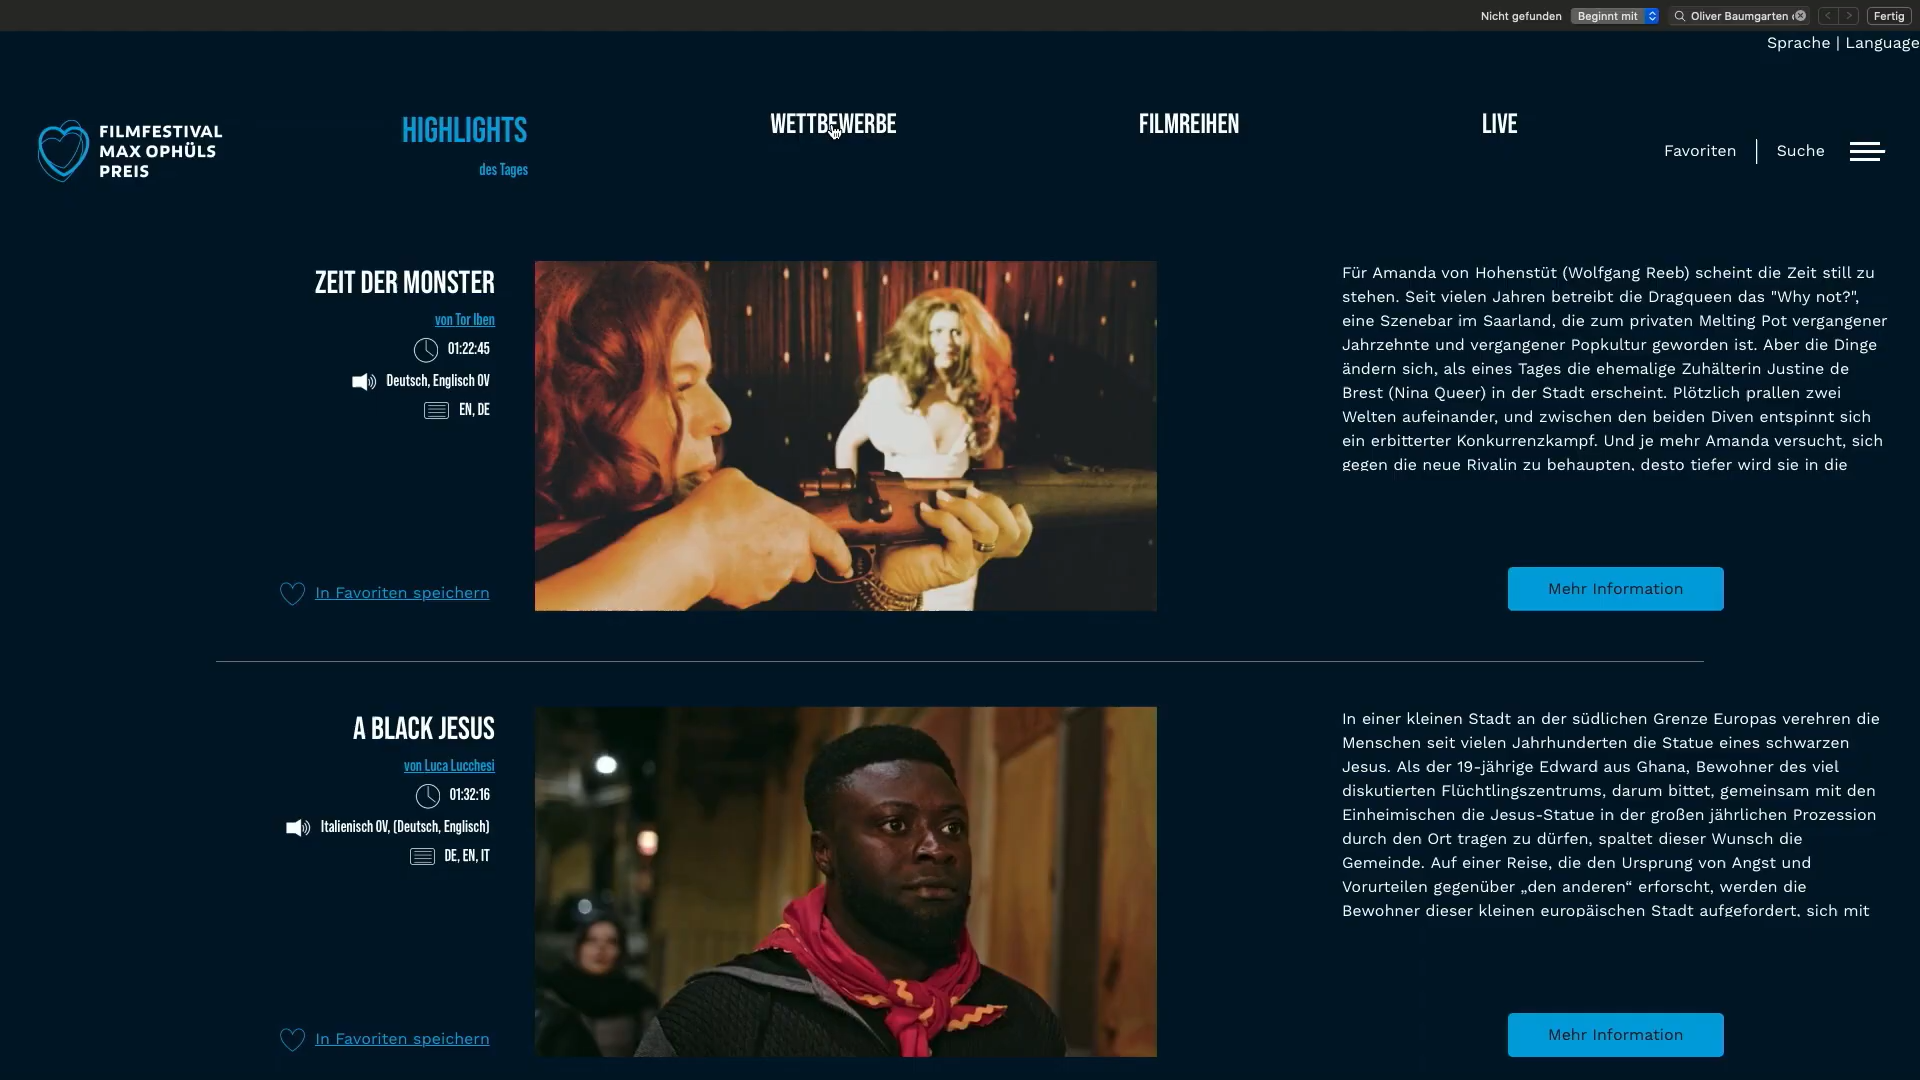 Nicht gefunden Beginnt mit Oliver Baumgarten Fertig
Sprache | Language
FILMFESTIVAL
MAX OPHÜLS
PREIS
HIGHLIGHTS
des Tages
WETTBEWERBE
FILMREIHEN
LIVE
Favoriten
Suche
ZEIT DER MONSTER
von Tor Iben
01:22:45
Deutsch, Englisch OV
EN, DE
In Favoriten speichern
Für Amanda von Hohenstüt (Wolfgang Reeb) scheint die Zeit still zu
stehen. Seit vielen Jahren betreibt die Dragqueen das "Why not?",
eine Szenebar im Saarland, die zum privaten Melting Pot vergangener
Jahrzehnte und vergangener Popkultur geworden ist. Aber die Dinge
ändern sich, als eines Tages die ehemalige Zuhälterin Justine de
Brest (Nina Queer) in der Stadt erscheint. Plötzlich prallen zwei
Welten aufeinander, und zwischen den beiden Diven entspinnt sich
ein erbitterter Konkurrenzkampf. Und je mehr Amanda versucht, sich
gegen die neue Rivalin zu behaupten, desto tiefer wird sie in die
Mehr Information
A BLACK JESUS
von Luca Lucchesi
01:32:16
Italienisch OV, (Deutsch, Englisch)
DE, EN, IT
In Favoriten speichern
In einer kleinen Stadt an der südlichen Grenze Europas verehren die
Menschen seit vielen Jahrhunderten die Statue eines schwarzen
Jesus. Als der 19-jährige Edward aus Ghana, Bewohner des viel
diskutierten Flüchtlingszentrums, darum bittet, gemeinsam mit den
Einheimischen die Jesus-Statue in der großen jährlichen Prozession
durch den Ort tragen zu dürfen, spaltet dieser Wunsch die
Gemeinde. Auf einer Reise, die den Ursprung von Angst und
Vorurteilen gegenüber „den anderen“ erforscht, werden die
Bewohner dieser kleinen europäischen Stadt aufgefordert, sich mit
Mehr Information